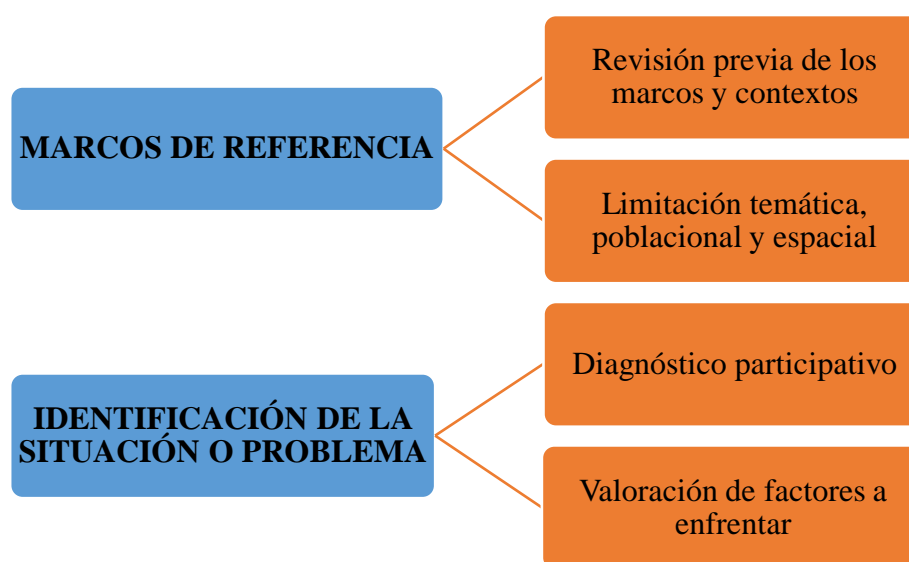 MARCOS DE REFERENCIA
Revisión previa de los
marcos y contextos
Limitación temática,
poblacional y espacial
IDENTIFICACIÓN DE LA
SITUACIÓN O PROBLEMA
Diagnóstico participativo
Valoración de factores a
enfrentar